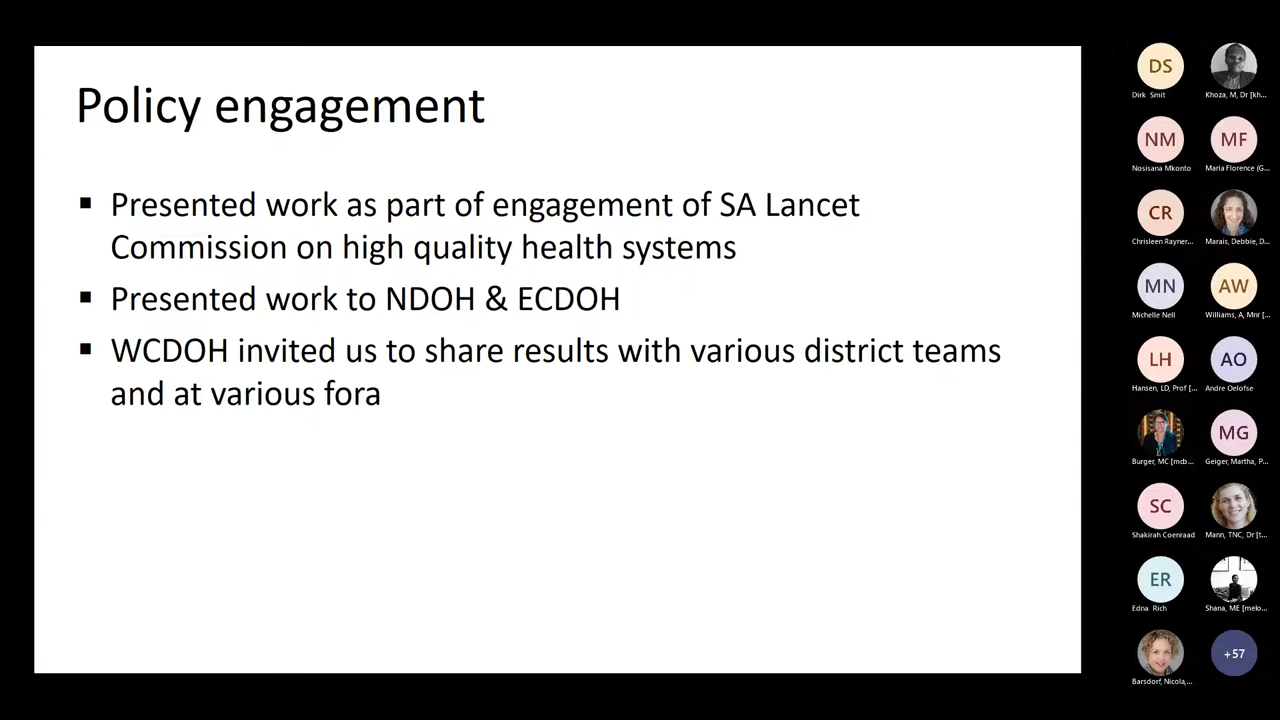 Policy engagement
▪ Presented work as part of engagement of SA Lancet
Commission on high quality health systems
▪ Presented work to NDOH & ECDOH
▪ WCDOH invited us to share results with various district teams
and at various fora
DS
Dirk Smit
Khoza, M, Dr [kh...
NM
Nosisana Mkonto
MF
Maria Florence (G...
CR
Chrisleen Rayner...
Marais, Debbie, D...
MN
Michelle Nell
AW
Williams, A, Mnr [...
LH
Hansen, LD, Prof [...
AO
Andre Oelofse
Burger, MC [mcb...
MG
Geiger, Martha, P...
SC
Shakirah Coenraad
Mann, TNC, Dr [t...
ER
Edna Rich
Shana, ME [melo...
Barsdorf, Nicola,...
+57